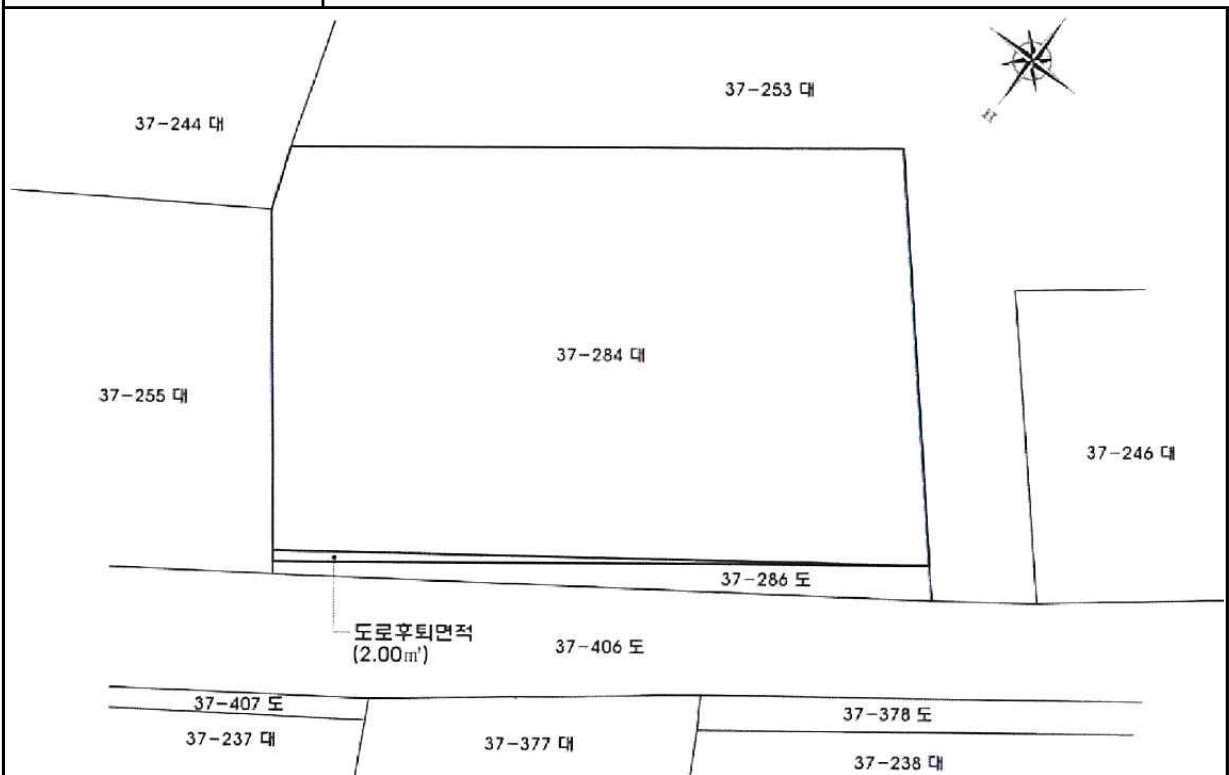 37-253 대
37-244 대
37-284 대
37-255 대
37-246 대
37-286 도
도로후퇴면적
(2.00㎡)
37-406 도
37-407 도
37-378 도
37-237 대
37-377 대
37-238 대